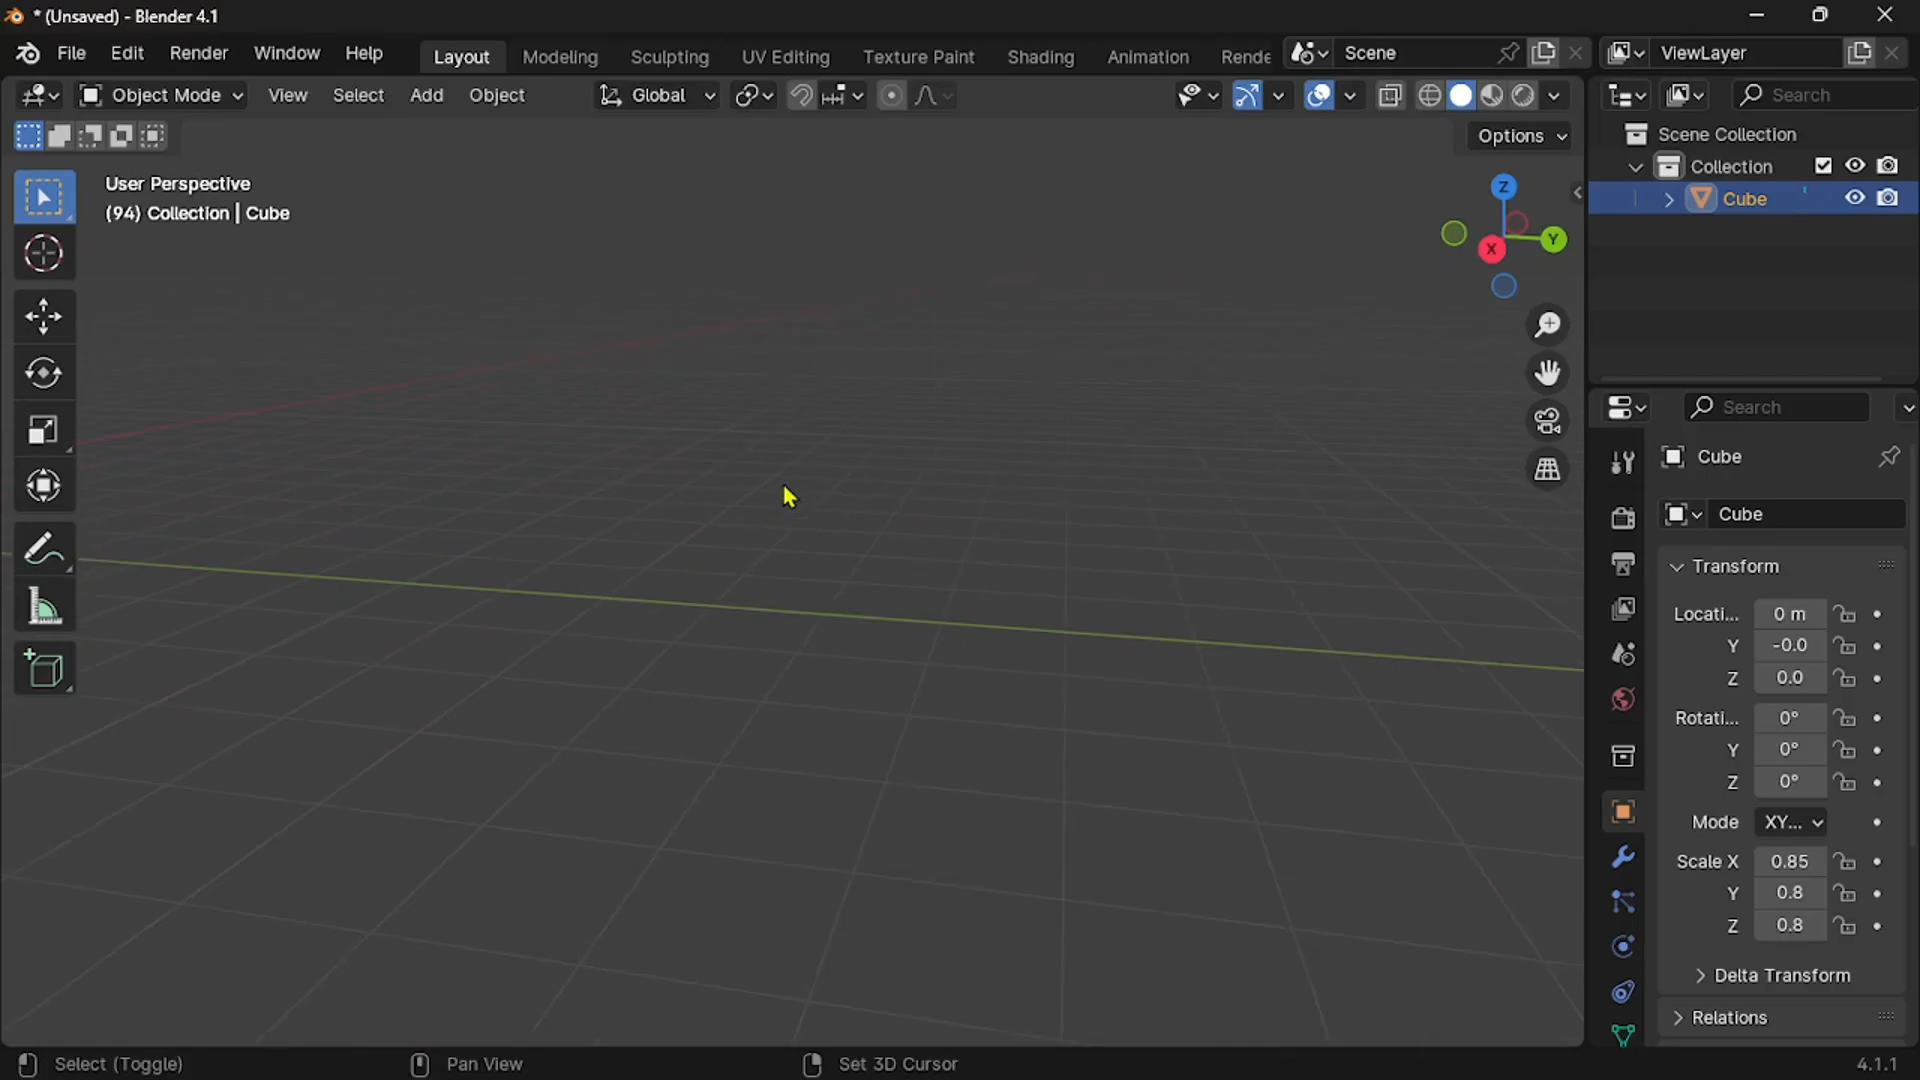 * (Unsaved) - Blender 4.1
File Edit Render Window Help Layout Modeling Sculpting UV Editing Texture Paint Shading Animation Rende Scene ViewLayer
Object Mode View Select Add Object Global Search
Options
Scene Collection
Collection
Cube
User Perspective
(94) Collection | Cube
Z
Y
X
Search
Cube
Cube
Transform
Locati... 0 m
Y -0.0
Z 0.0
Rotati... 0°
Y 0°
Z 0°
Mode XY...
Scale X 0.85
Y 0.8
Z 0.8
Delta Transform
Relations
Select (Toggle) Pan View Set 3D Cursor 4.1.1